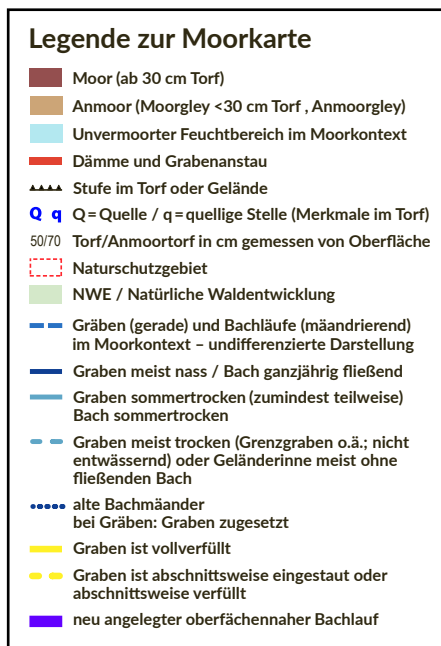 Legende zur Moorkarte
Moor (ab 30 cm Torf)
Anmoor (Moorgley <30 cm Torf , Anmoorgley)
Unvermoorter Feuchtbereich im Moorkontext
Dämme und Grabenanstau
Stufe im Torf oder Gelände
Q q Q = Quelle / q = quellige Stelle (Merkmale im Torf)
50/70 Torf/Anmoortorf in cm gemessen von Oberfläche
Naturschutzgebiet
NWE / Natürliche Waldentwicklung
Gräben (gerade) und Bachläufe (mäandrierend)
im Moorkontext – undifferenzierte Darstellung
Graben meist nass / Bach ganzjährig fließend
Graben sommertrocken (zumindest teilweise)
Bach sommertrocken
Graben meist trocken (Grenzgraben o.ä.; nicht
entwässernd) oder Geländerinne meist ohne
fließenden Bach
alte Bachmäander
bei Gräben: Graben zugesetzt
Graben ist vollverfüllt
Graben ist abschnittsweise eingestaut oder
abschnittsweise verfüllt
neu angelegter oberfächennaher Bachlauf